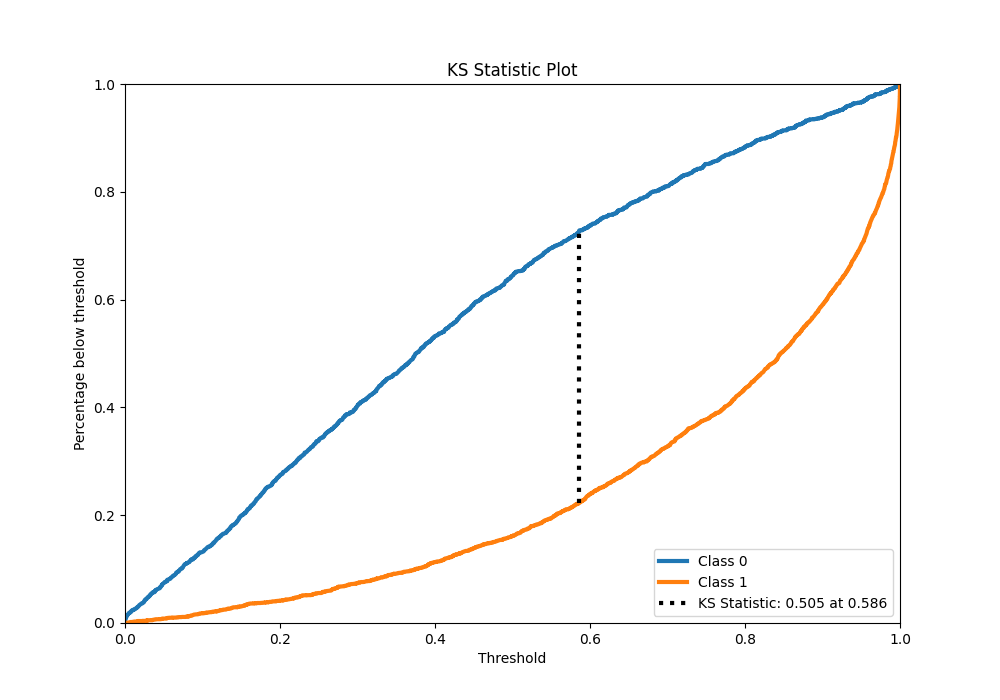 KS Statistic Plot
1.0
0.8
0.6
0.4
0.2
0.0
Percentage below threshold
0.0 0.2 0.4 0.6 0.8 1.0
Threshold
Class 0
Class 1
KS Statistic: 0.505 at 0.586